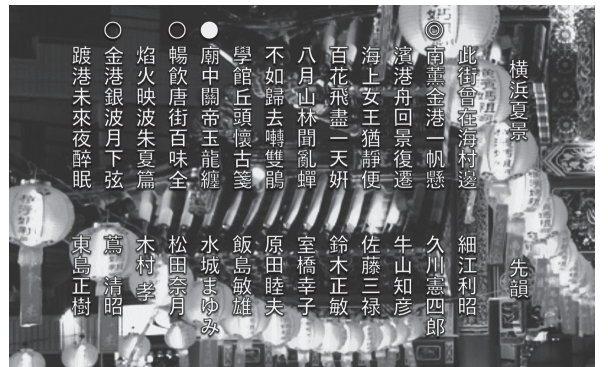 横浜夏景　先韻
此街曾在海村邊　細江利昭
◎南薫金港一帆懸　久川憲四郎
濱港舟回景復遷　牛山知彦
海上女王猶靜便　佐藤三禄
百花飛盡一天妍　鈴木正敏
八月山林聞亂蟬　室橋幸子
不如歸去囀雙鵑　原田睦夫
學館丘頭懷古箋　飯島敏雄
●廟中關帝玉龍纏　水城まゆみ
○暢飲唐街百味全　松田奈月
焰火映波朱夏篇　木村　孝
○金港銀波月下弦　蔦　清昭
踱港未來夜醉眠　東島正樹